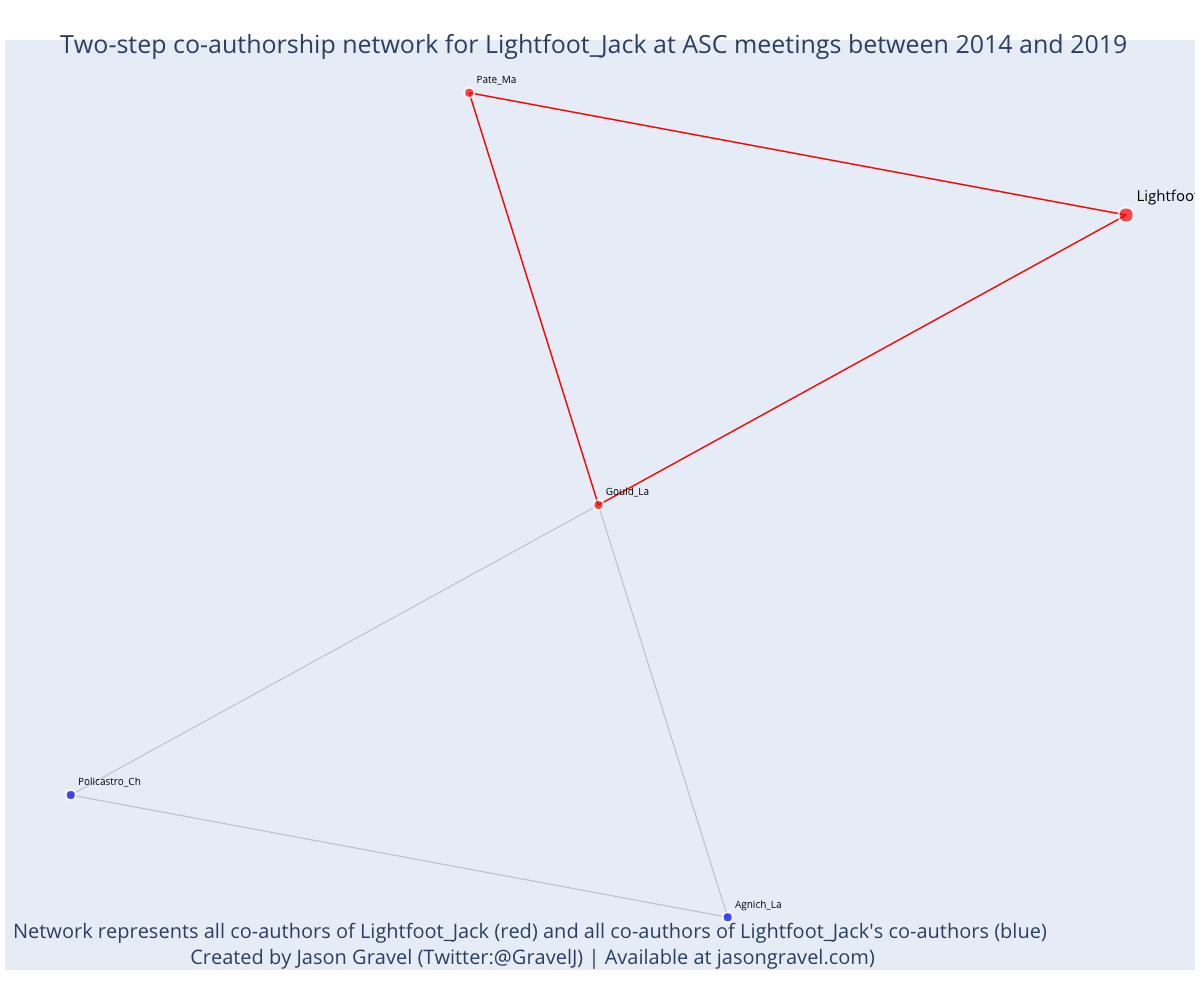 Two-step co-authorship network for Lightfoot_Jack at ASC meetings between 2014 and 2019
Pate_Ma
Lightfoot
Gould_La
Policastro_Ch
Agnich_La
Network represents all co-authors of Lightfoot_Jack (red) and all co-authors of Lightfoot_Jack's co-authors (blue)
Created by Jason Gravel (Twitter:@GravelJ) | Available at jasongravel.com)